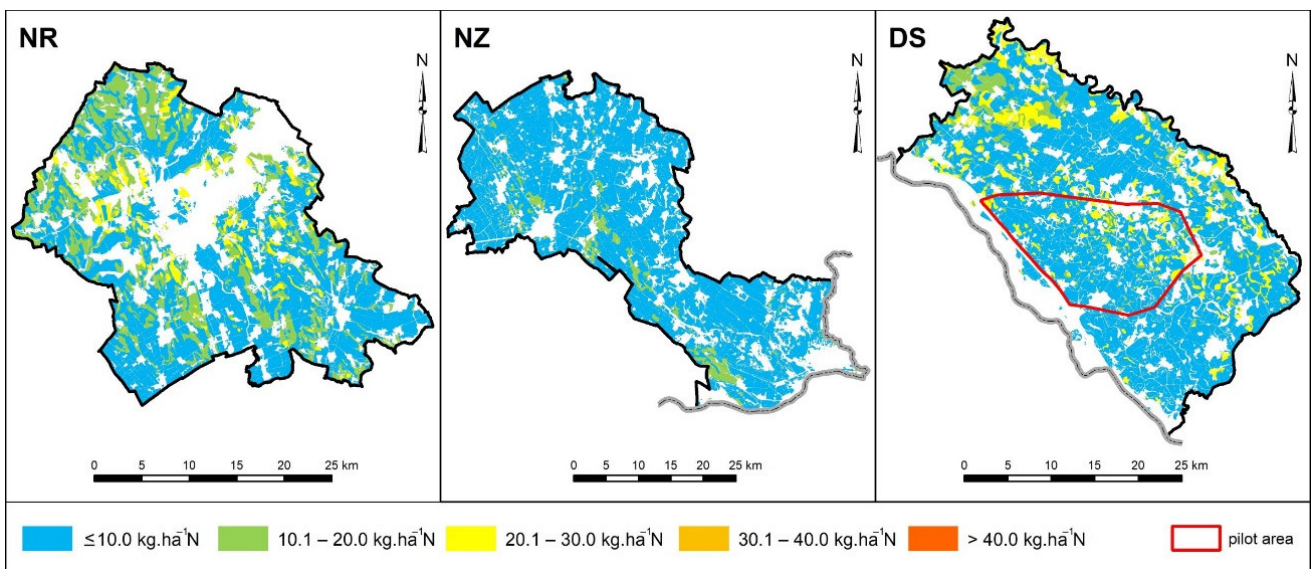 NR
N
0 5 10 15 20 25 km
NZ
N
0 5 10 15 20 25 km
DS
N
0 5 10 15 20 25 km
≤10.0 kg.ha⁻¹N
10.1 – 20.0 kg.ha⁻¹N
20.1 – 30.0 kg.ha⁻¹N
30.1 – 40.0 kg.ha⁻¹N
> 40.0 kg.ha⁻¹N
pilot area